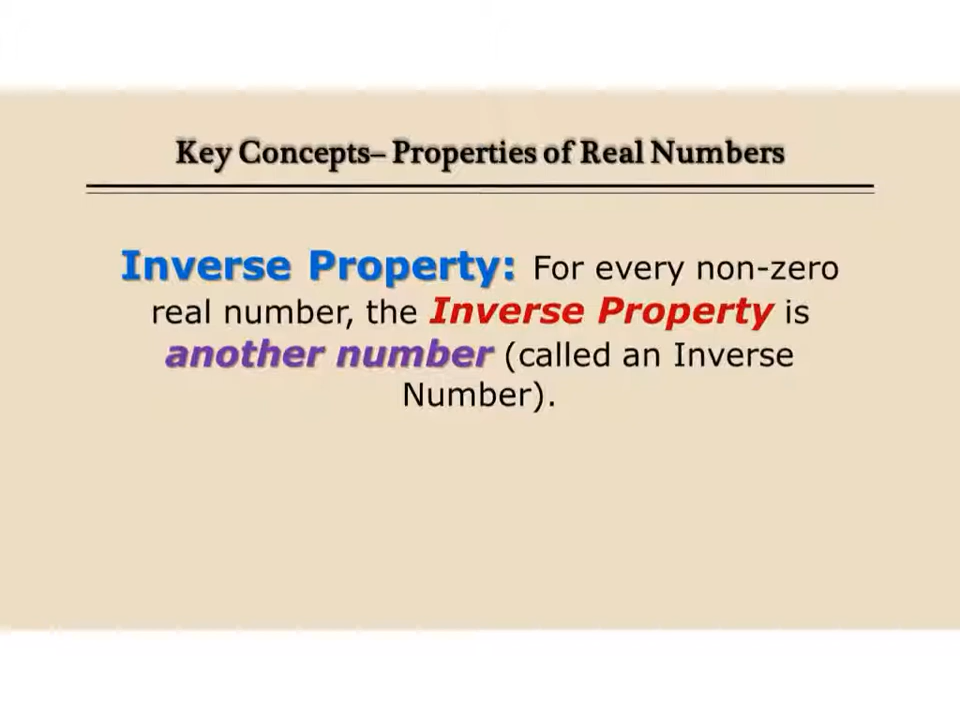 Key Concepts– Properties of Real Numbers
Inverse Property: For every non-zero
real number, the Inverse Property is
another number (called an Inverse
Number).